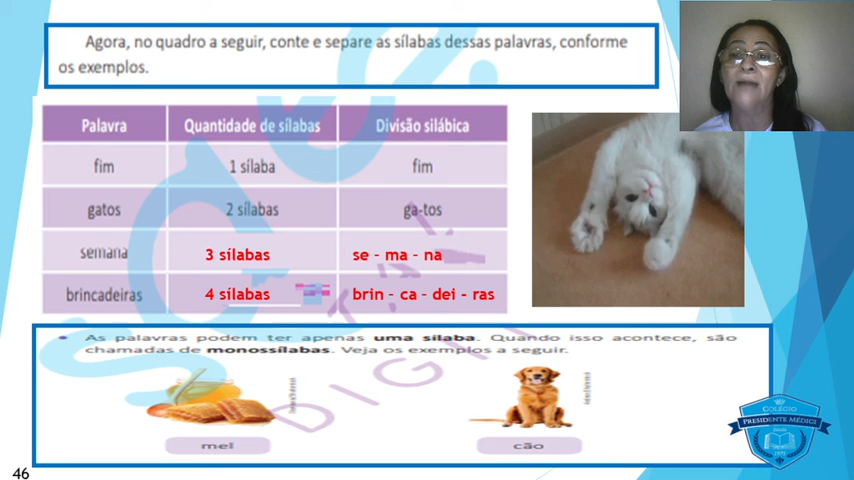 Agora, no quadro a seguir, conte e separe as sílabas dessas palavras, conforme
os exemplos.
Palavra Quantidade de sílabas Divisão silábica
fim 1 sílaba fim
gatos 2 sílabas ga-tos
semana 3 sílabas se - ma - na
brincadeiras 4 sílabas brin - ca - dei - ras
• As palavras podem ter apenas uma sílaba. Quando isso acontece, são
chamadas de monossílabas. Veja os exemplos a seguir.
mel cão
COLÉGIO
PRESIDENTE MÉDICI
46
DIGIT